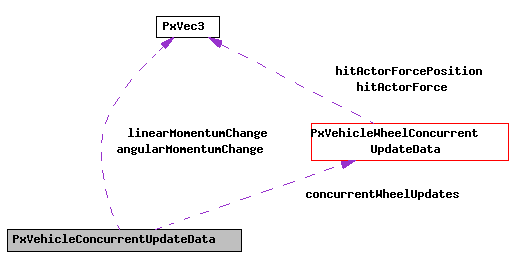 PxVec3
hitActorForcePosition
hitActorForce
linearMomentumChange
angularMomentumChange
PxVehicleWheelConcurrent
UpdateData
concurrentWheelUpdates
PxVehicleConcurrentUpdateData